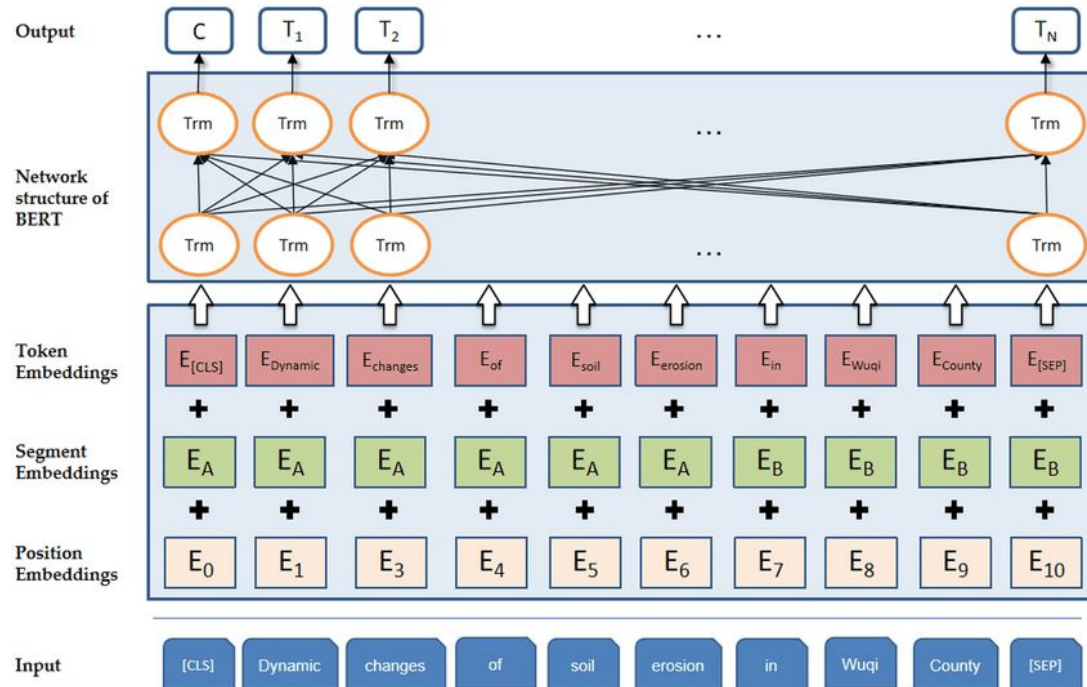 Output C T1 T2 ... TN
Trm Trm Trm ... Trm
Network
structure of
BERT
Trm Trm Trm ... Trm
Token
Embeddings
E[CLS] EDynamic Echanges Eof Esoil Eerosion Ein EWuqi ECounty E[SEP]
+ + + + + + + + + +
Segment
Embeddings
EA EA EA EA EA EA EB EB EB EB
+ + + + + + + + + +
Position
Embeddings
E0 E1 E3 E4 E5 E6 E7 E8 E9 E10
Input [CLS] Dynamic changes of soil erosion in Wuqi County [SEP]